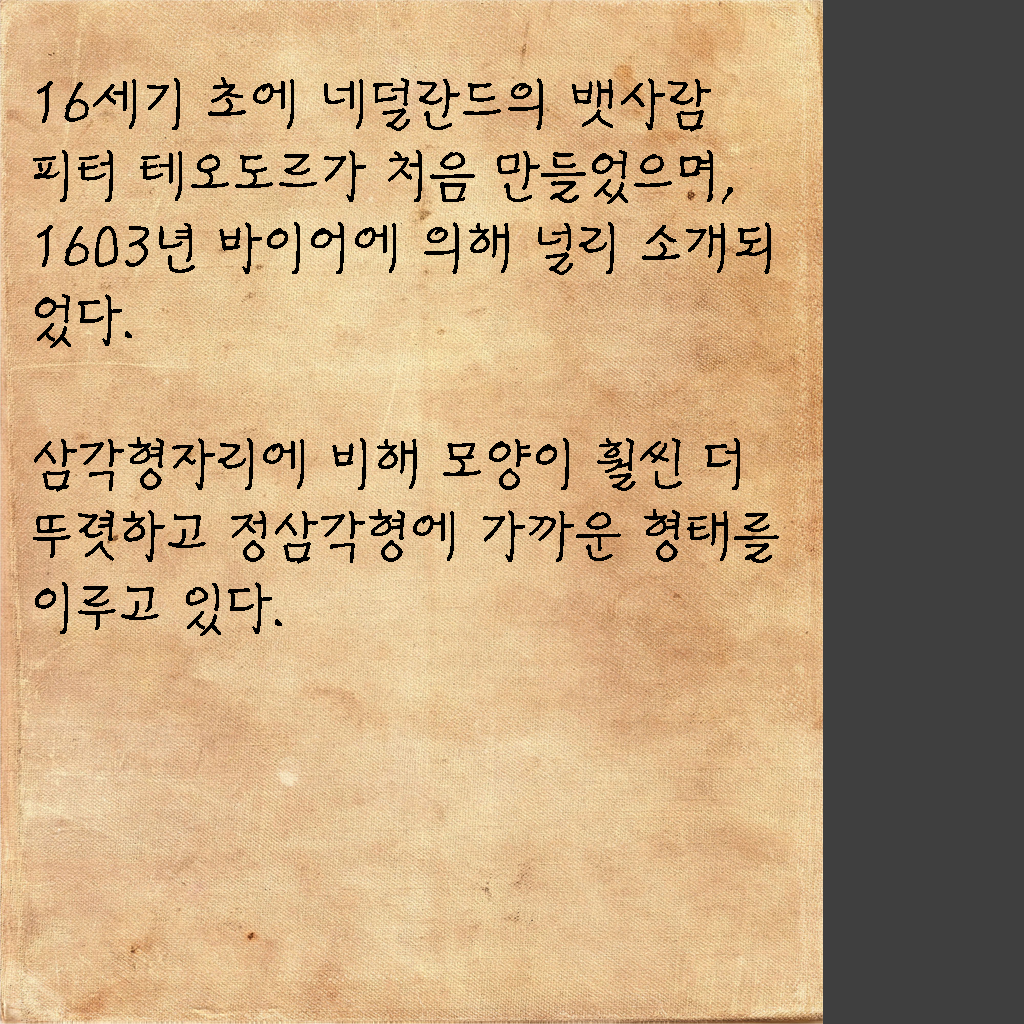 16세기 초에 네덜란드의 뱃사람
피터 테오도르가 처음 만들었으며,
1603년 바이어에 의해 널리 소개되
었다.
삼각형자리에 비해 모양이 훨씬 더
뚜렷하고 정삼각형에 가까운 형태를
이루고 있다.